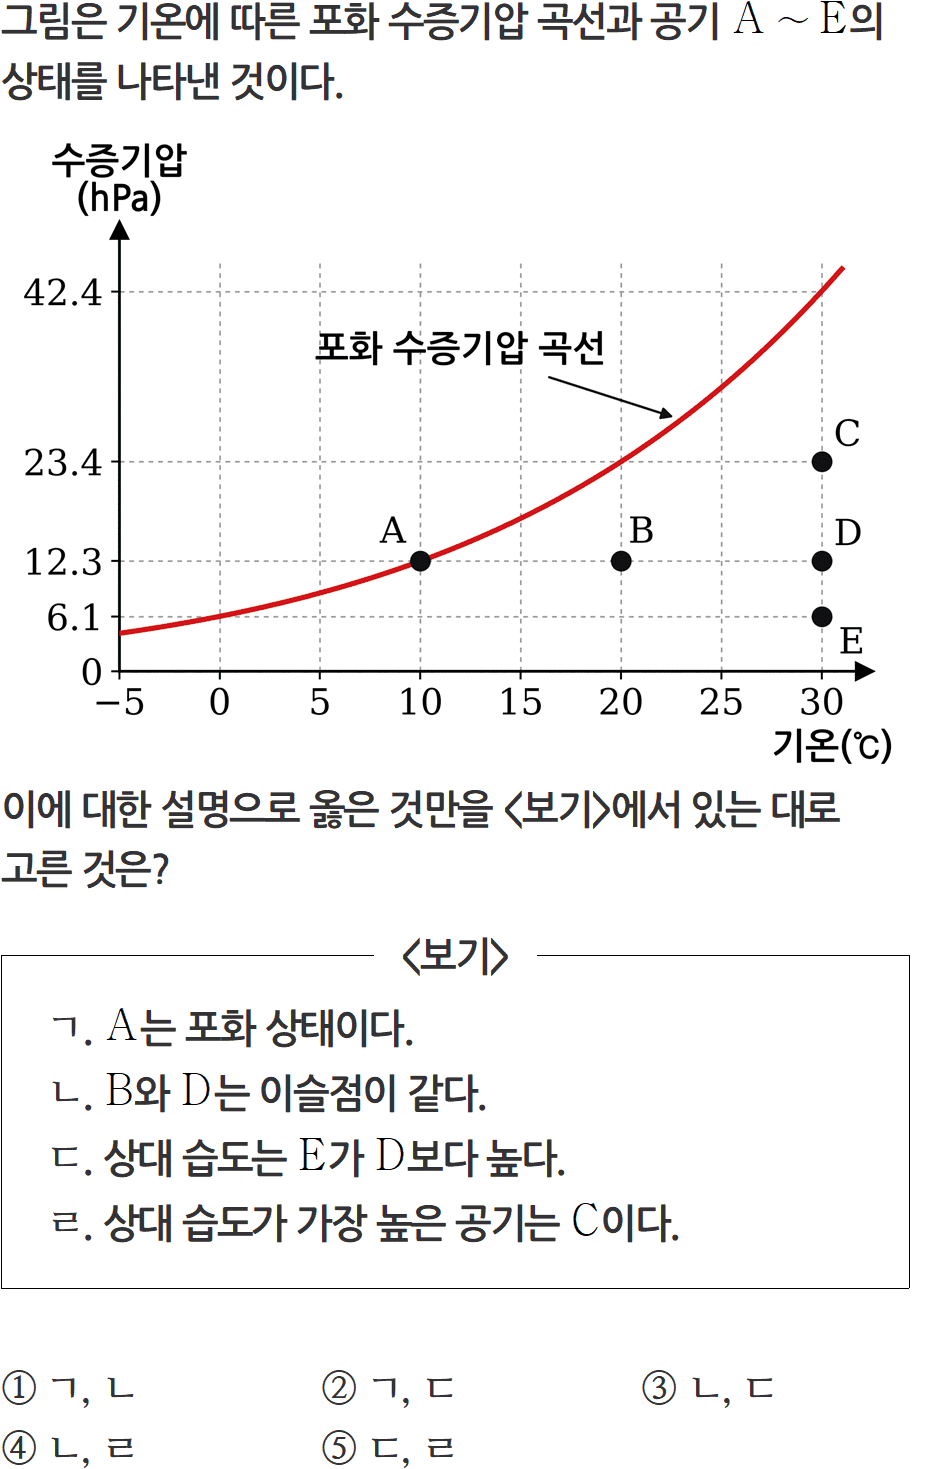 그림은 기온에 따른 포화 수증기압 곡선과 공기 A ~ E의
상태를 나타낸 것이다.
수증기압
(hPa)
42.4
포화 수증기압 곡선
23.4
C
12.3
A
B
D
6.1
E
0
−5 0 5 10 15 20 25 30
기온(℃)
이에 대한 설명으로 옳은 것만을 <보기>에서 있는 대로
고른 것은?
<보기>
ㄱ. A는 포화 상태이다.
ㄴ. B와 D는 이슬점이 같다.
ㄷ. 상대 습도는 E가 D보다 높다.
ㄹ. 상대 습도가 가장 높은 공기는 C이다.
① ㄱ, ㄴ ② ㄱ, ㄷ ③ ㄴ, ㄷ
④ ㄴ, ㄹ ⑤ ㄷ, ㄹ